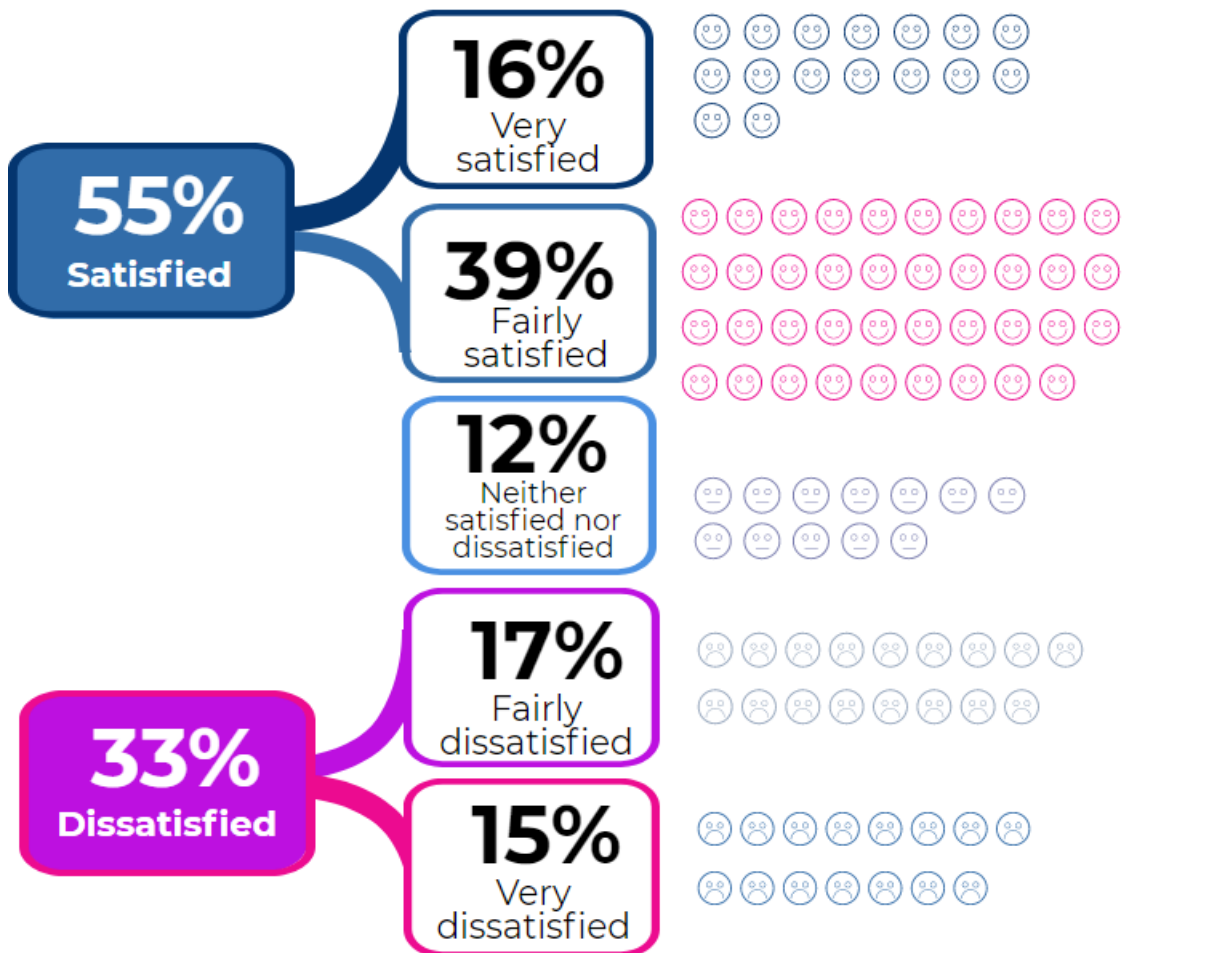 55%
Satisfied
16%
Very
satisfied
39%
Fairly
satisfied
12%
Neither
satisfied nor
dissatisfied
33%
Dissatisfied
17%
Fairly
dissatisfied
15%
Very
dissatisfied